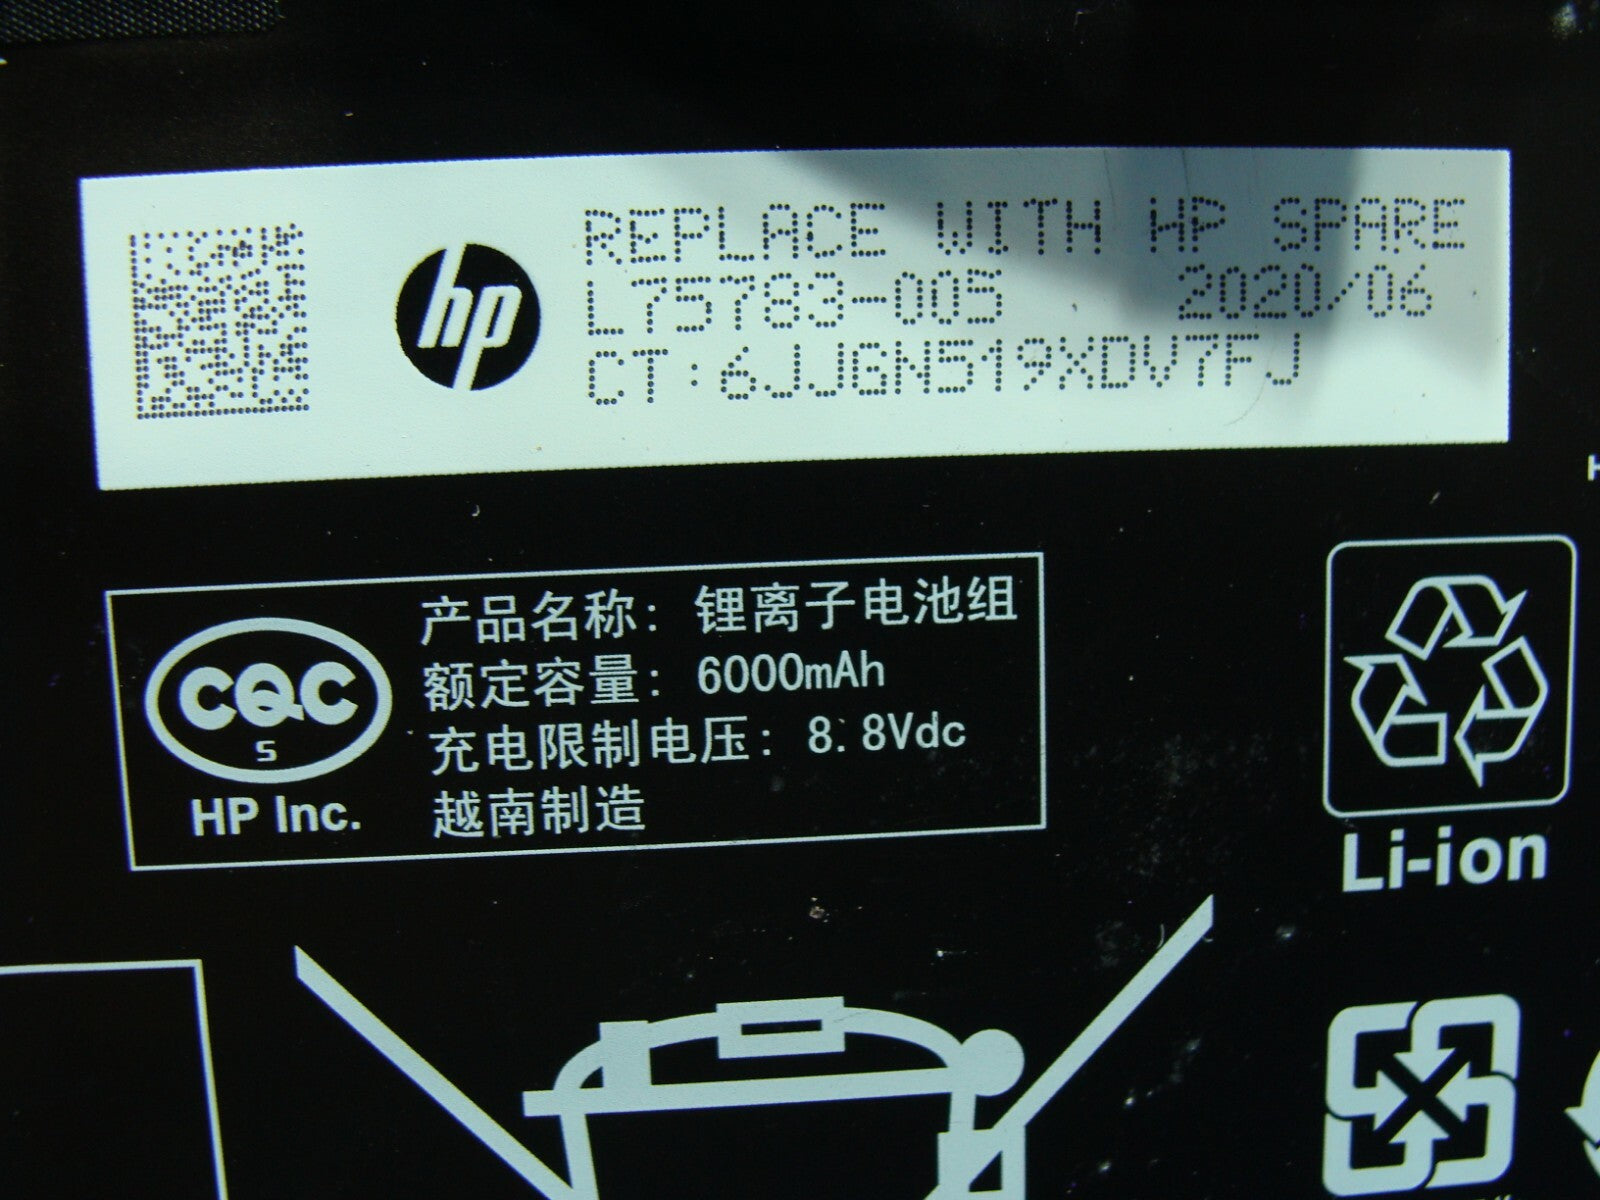 REPLACE WITH HP SPARE
hp
L75783-005 2020/06
CT:6JJGN519XDV7FJ
产品名称: 锂离子电池组
额定容量: 6000mAh
CQC
S
充电限制电压: 8.8Vdc
HP Inc.
越南制造
Li-ion